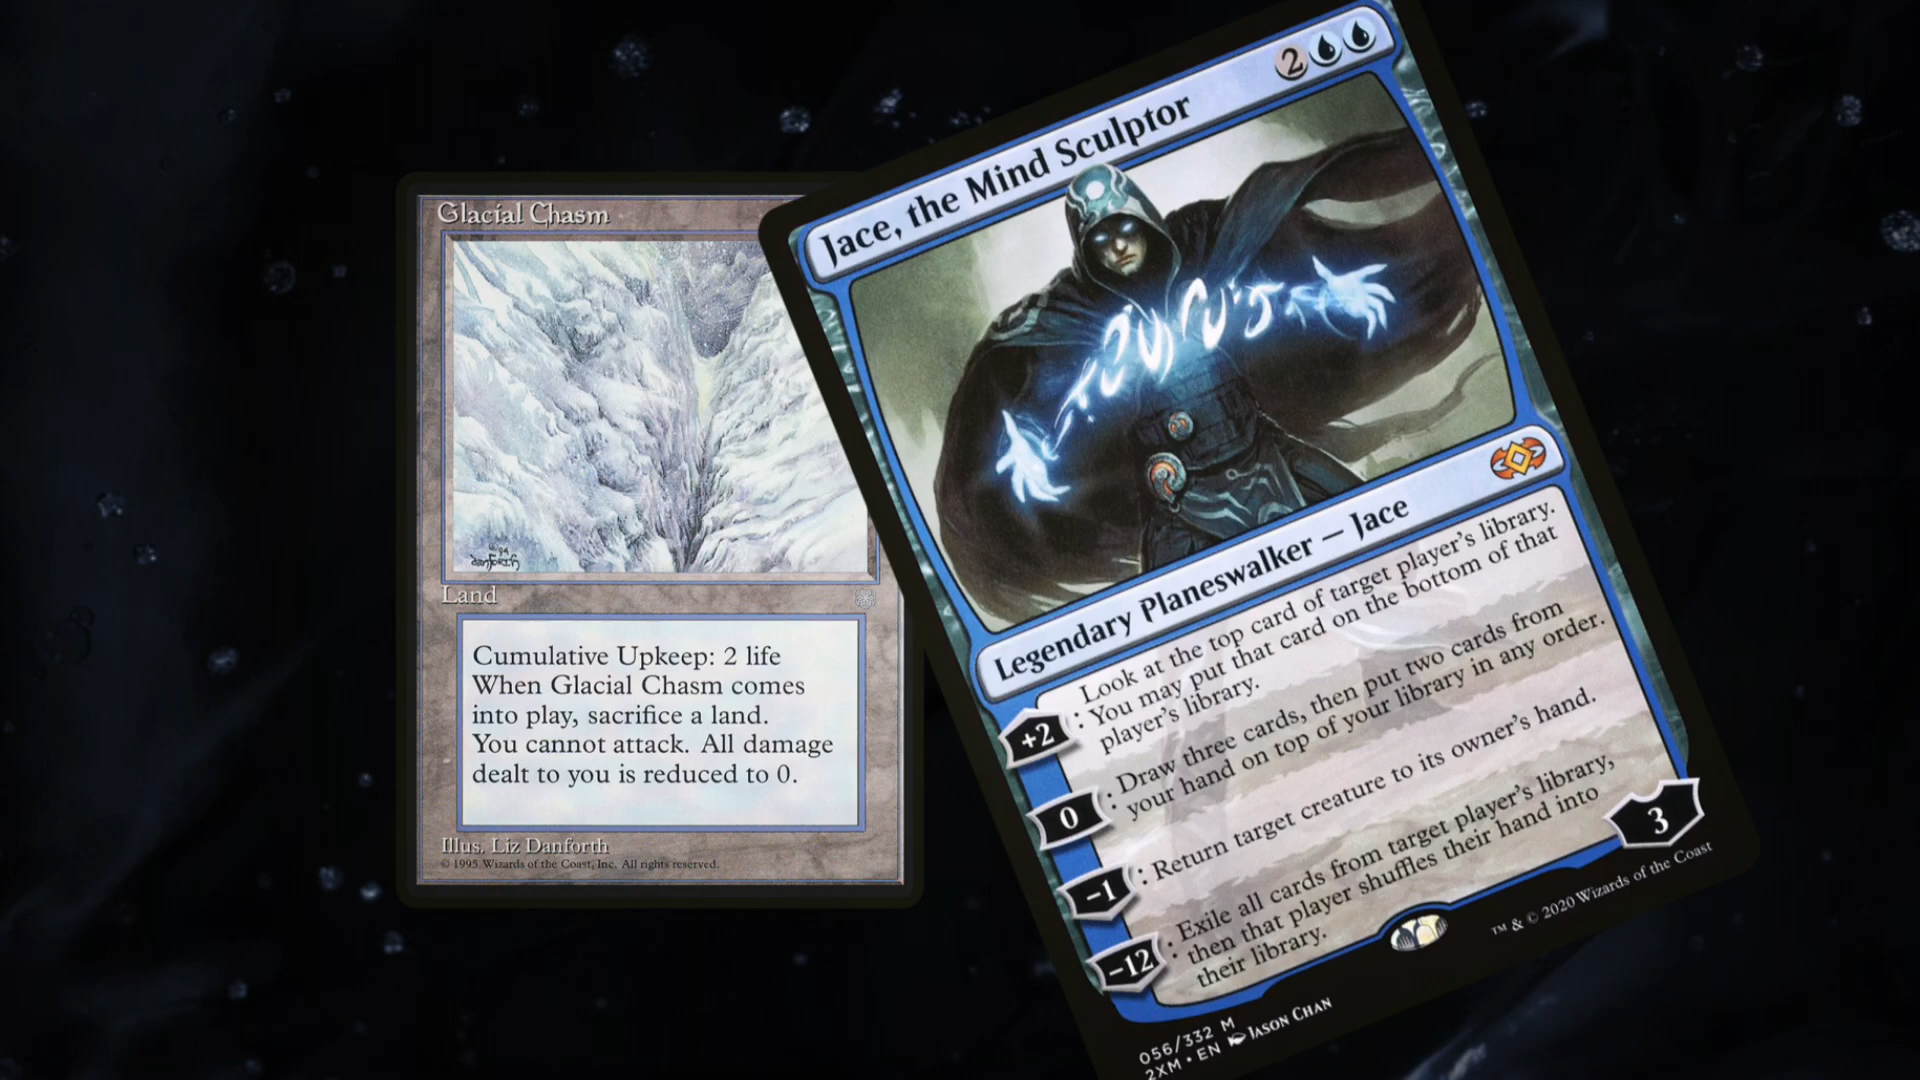 Glacial Chasm
94
Danforth
Land
Cumulative Upkeep: 2 life
When Glacial Chasm comes
into play, sacrifice a land.
You cannot attack. All damage
dealt to you is reduced to 0.
Illus. Liz Danforth
© 1995 Wizards of the Coast, Inc. All rights reserved.
Jace, the Mind Sculptor
2
Legendary Planeswalker — Jace
+2: Look at the top card of target player's library.
You may put that card on the bottom of that
player's library.
0: Draw three cards, then put two cards from
your hand on top of your library in any order.
−1: Return target creature to its owner's hand.
−12: Exile all cards from target player's library,
then that player shuffles their hand into
their library.
3
056/332 M
2XM • EN Jason Chan
™ & © 2020 Wizards of the Coast